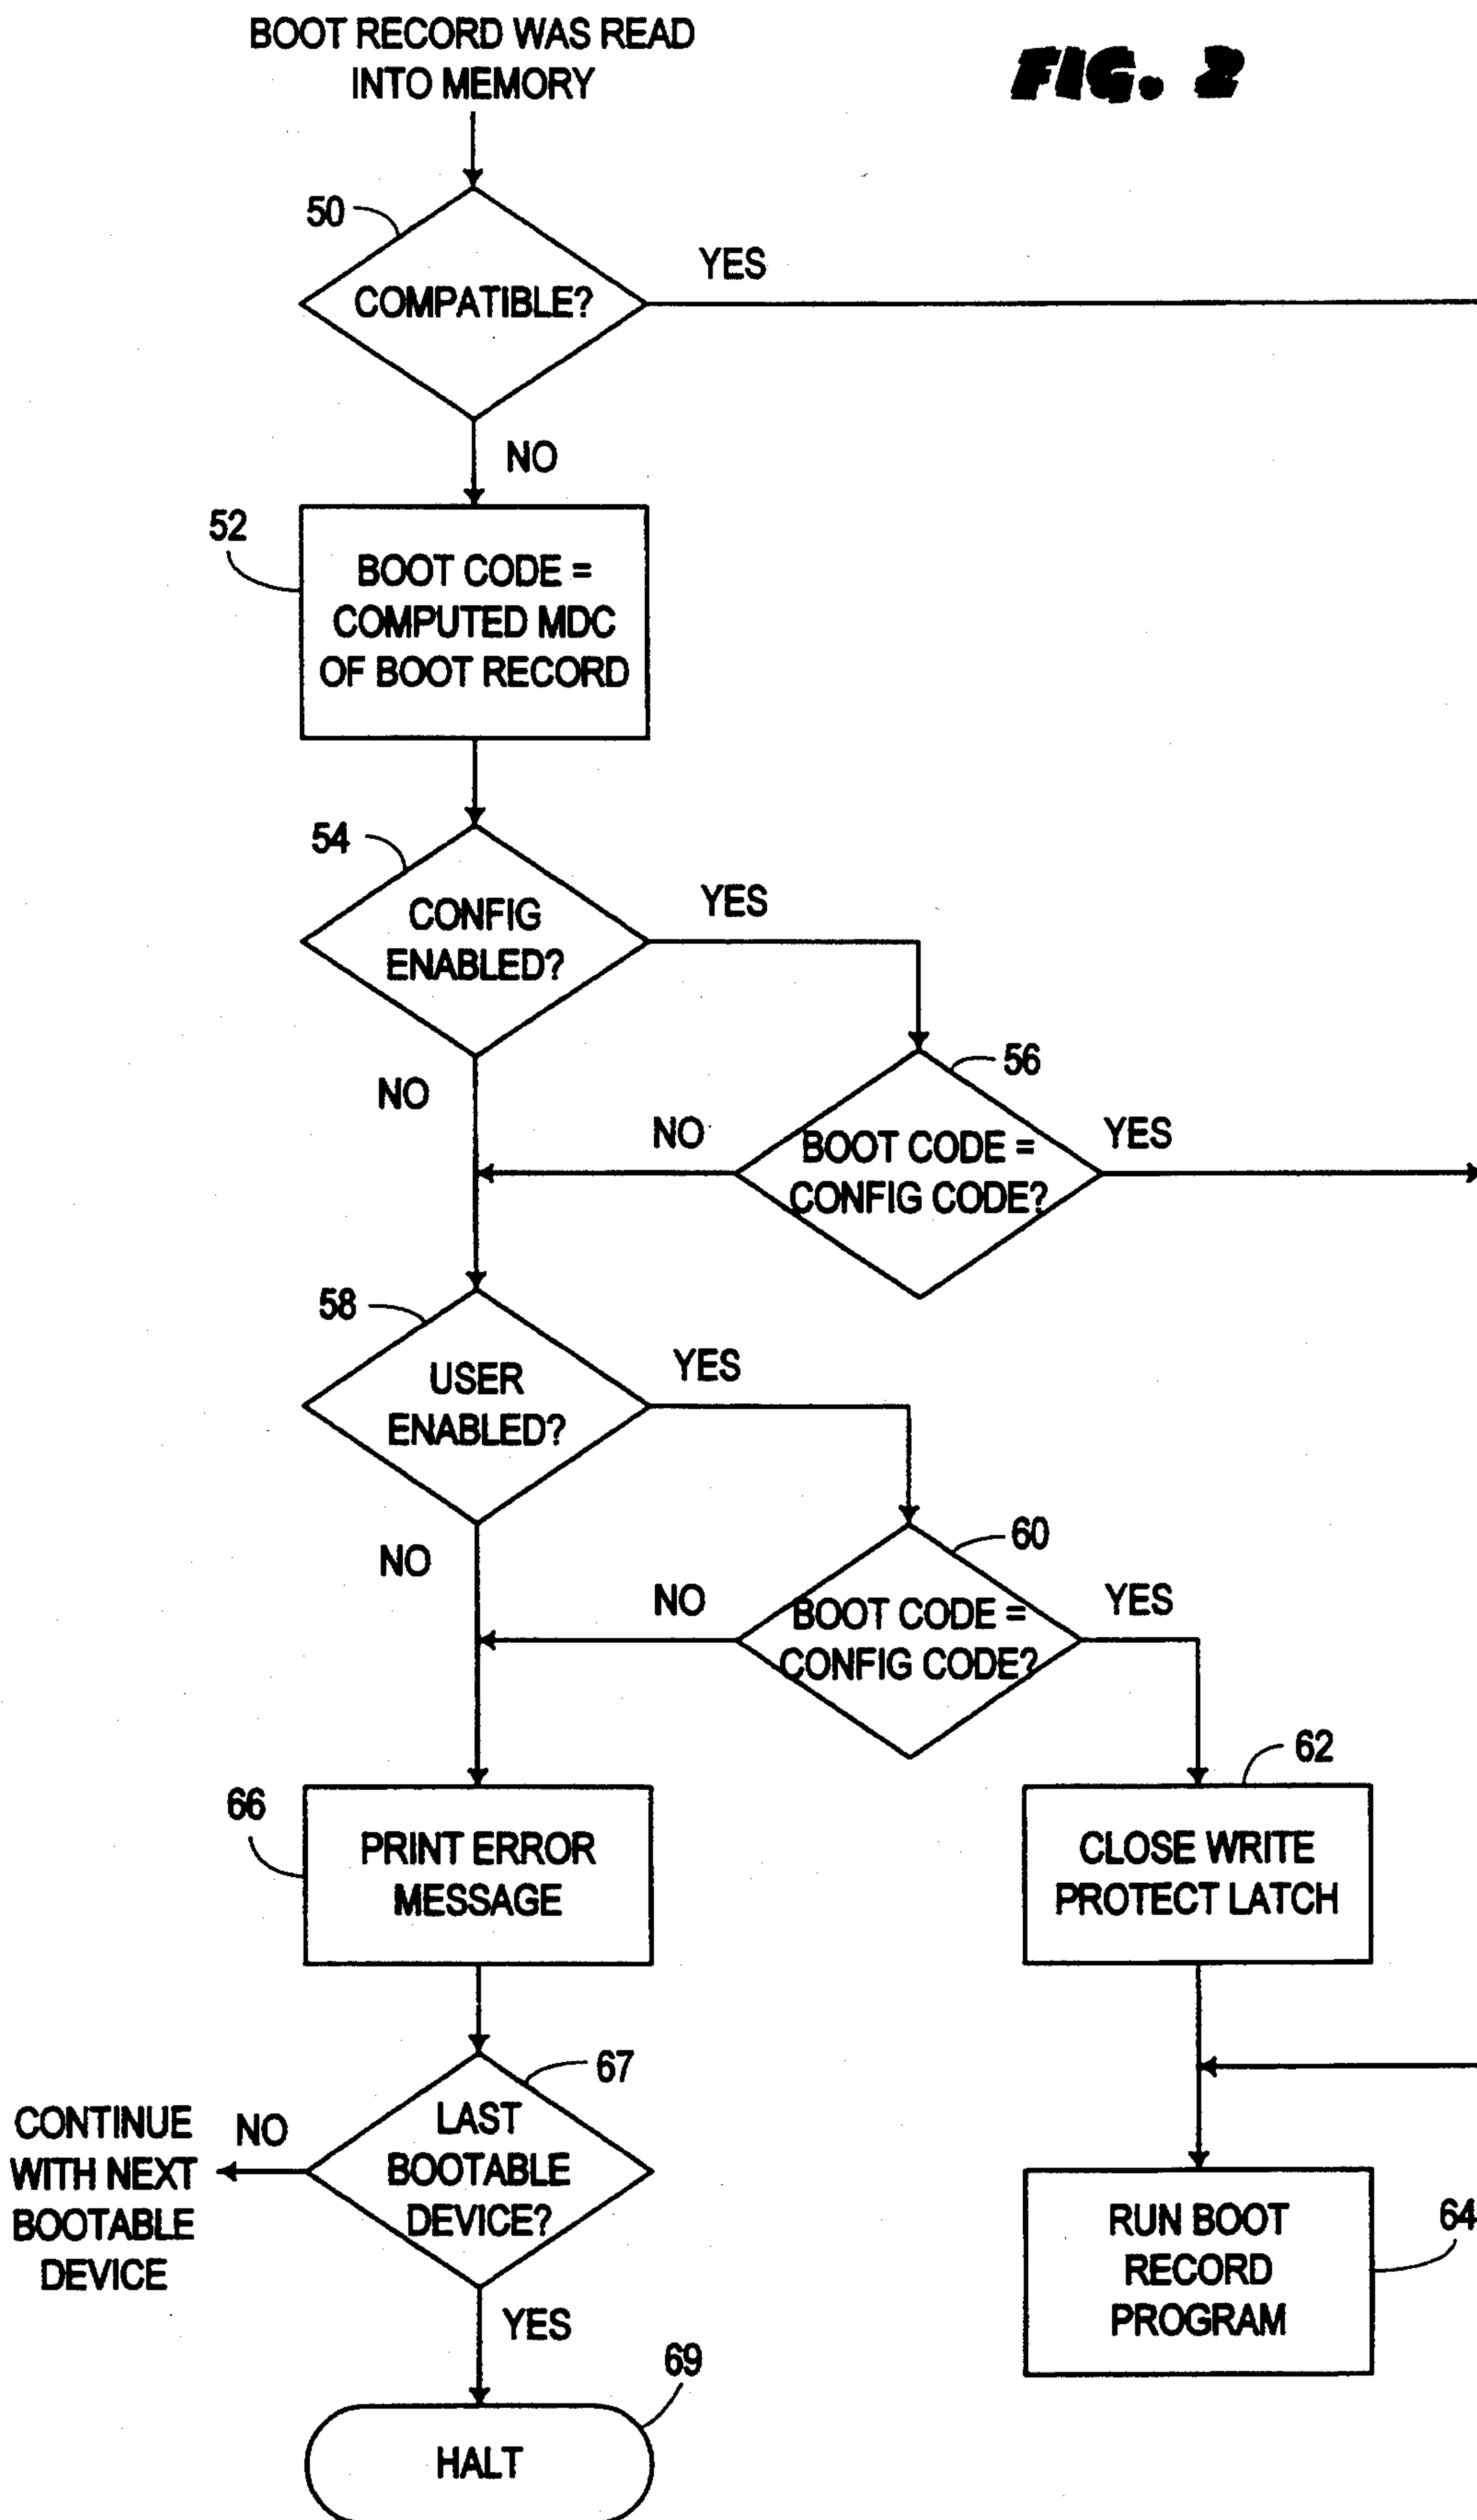 BOOT RECORD WAS READ
INTO MEMORY
FIG. 2
50
COMPATIBLE?
YES
NO
52
BOOT CODE =
COMPUTED MDC
OF BOOT RECORD
54
CONFIG
ENABLED?
YES
NO
56
BOOT CODE =
CONFIG CODE?
NO
YES
58
USER
ENABLED?
YES
NO
60
BOOT CODE =
CONFIG CODE?
NO
YES
62
CLOSE WRITE
PROTECT LATCH
66
PRINT ERROR
MESSAGE
67
LAST
BOOTABLE
DEVICE?
NO
CONTINUE
WITH NEXT
BOOTABLE
DEVICE
YES
64
RUN BOOT
RECORD
PROGRAM
69
HALT